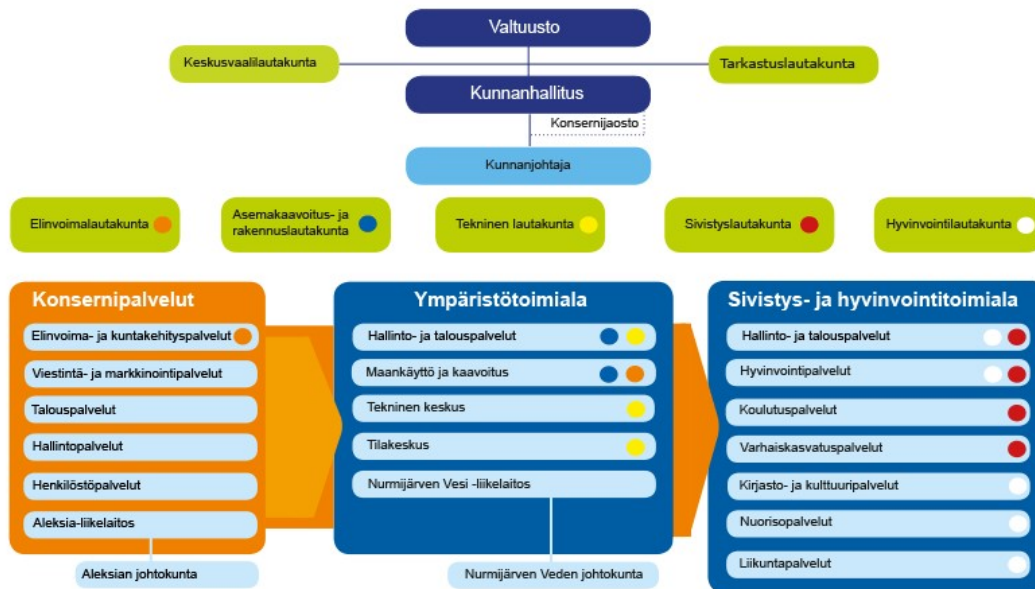 Valtuusto
Keskusvaalilautakunta
Tarkastuslautakunta
Kunnanhallitus
Konsernijaosto
Kunnanjohtaja
Elinvoimalautakunta
Asemakaavoitus- ja
rakennuslautakunta
Tekninen lautakunta
Sivistyslautakunta
Hyvinvointilautakunta
Konsernipalvelut
Elinvoima- ja kuntakehityspalvelut
Viestintä- ja markkinointipalvelut
Talouspalvelut
Hallintopalvelut
Henkilöstöpalvelut
Aleksia-liikelaitos
Aleksian johtokunta
Ympäristötoimiala
Hallinto- ja talouspalvelut
Maankäyttö ja kaavoitus
Tekninen keskus
Tilakeskus
Nurmijärven Vesi -liikelaitos
Nurmijärven Veden johtokunta
Sivistys- ja hyvinvointitoimiala
Hallinto- ja talouspalvelut
Hyvinvointipalvelut
Koulutuspalvelut
Varhaiskasvatuspalvelut
Kirjasto- ja kulttuuripalvelut
Nuorisopalvelut
Liikuntapalvelut